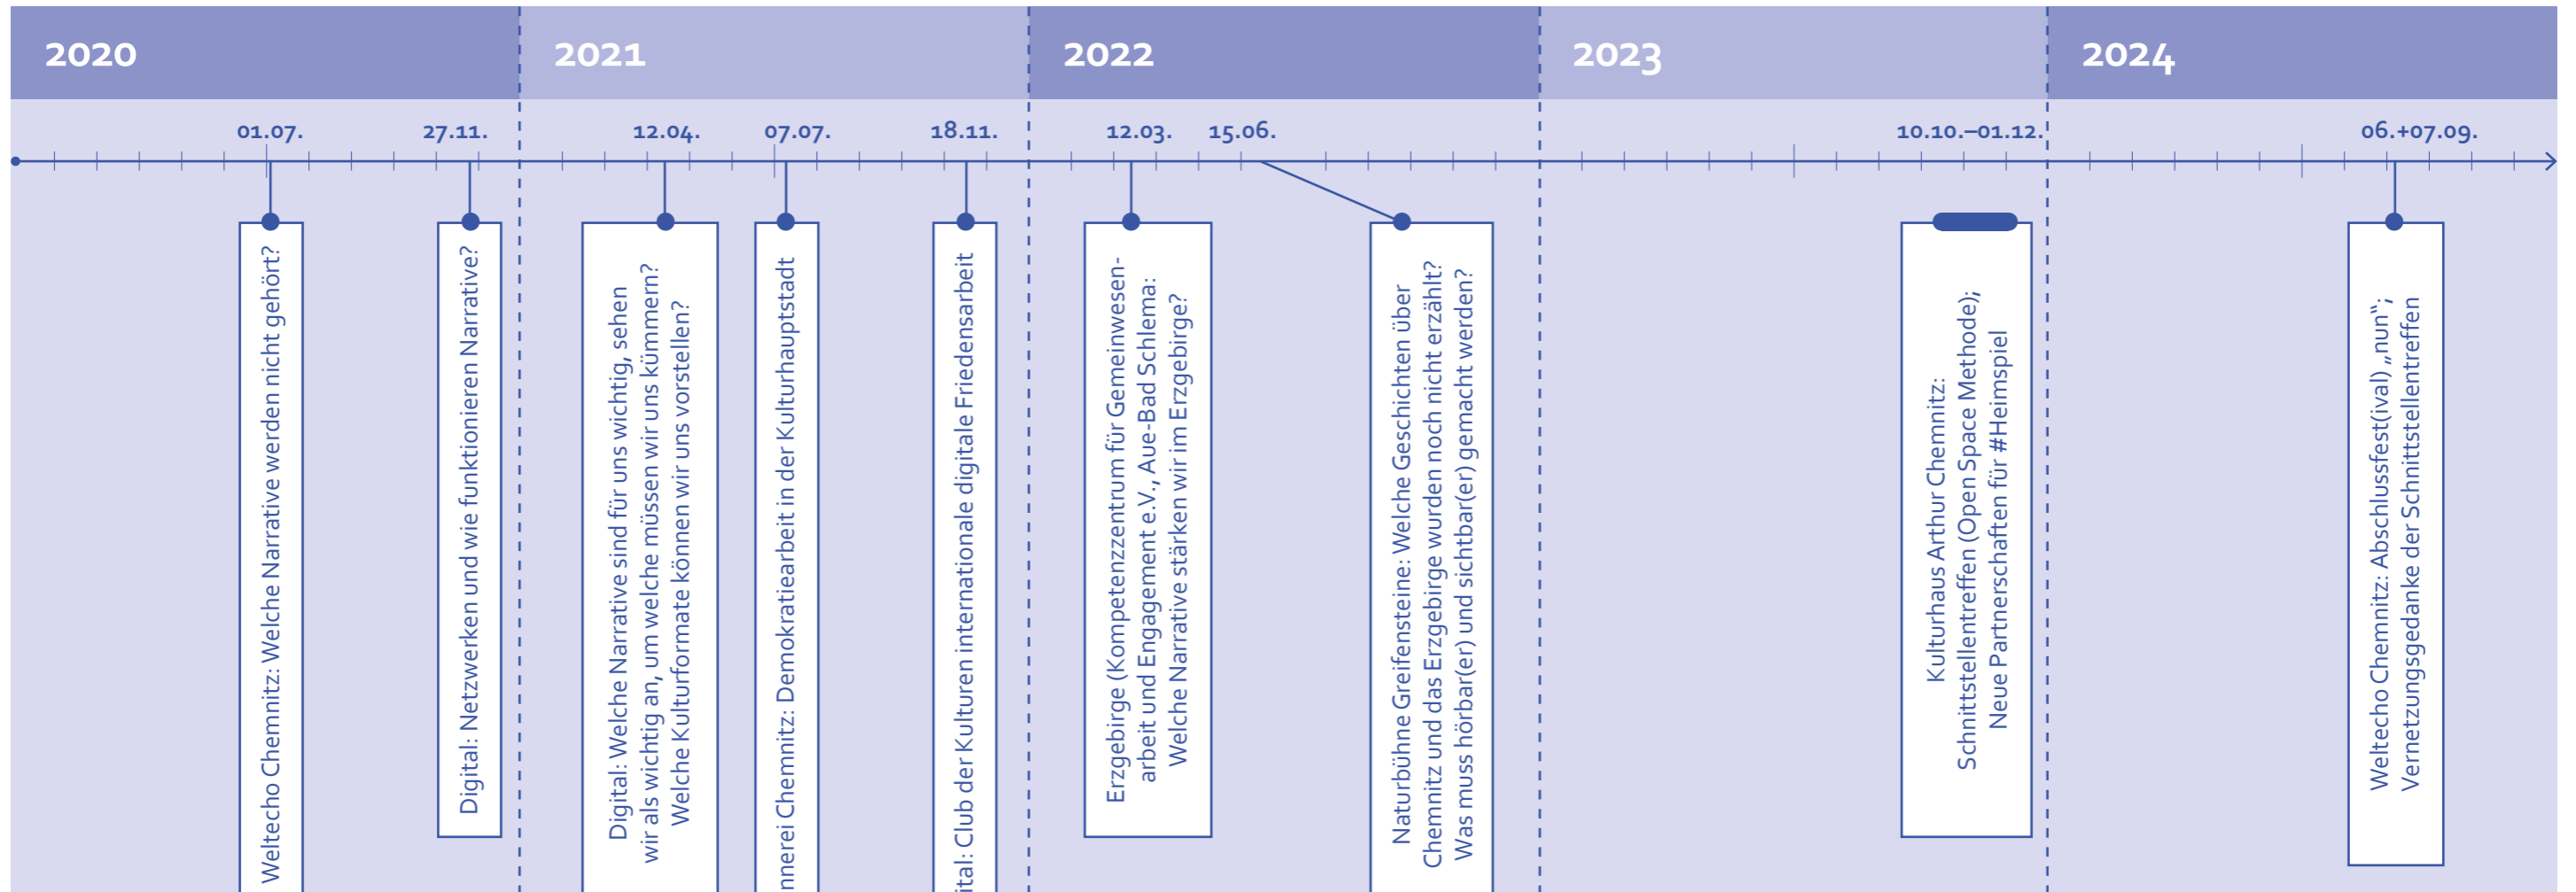 2020
2021
2022
2023
2024
01.07.
27.11.
12.04.
07.07.
18.11.
12.03.
15.06.
10.10.–01.12.
06.+07.09.
Weltecho Chemnitz: Welche Narrative werden nicht gehört?
Digital: Netzwerken und wie funktionieren Narrative?
Digital: Welche Narrative sind für uns wichtig, sehen
wir als wichtig an, um welche müssen wir uns kümmern?
Welche Kulturformate können wir uns vorstellen?
Chemnitz: Demokratiearbeit in der Kulturhauptstadt
Club der Kulturen internationale digitale Friedensarbeit
Erzgebirge (Kompetenzzentrum für Gemeinwesen-
arbeit und Engagement e.V., Aue-Bad Schlema:
Welche Narrative stärken wir im Erzgebirge?
Naturbühne Greifensteine: Welche Geschichten über
Chemnitz und das Erzgebirge wurden noch nicht erzählt?
Was muss hörbar(er) und sichtbar(er) gemacht werden?
Kulturhaus Arthur Chemnitz:
Schnittstellentreffen (Open Space Methode);
Neue Partnerschaften für #Heimspiel
Weltecho Chemnitz: Abschlussfest(ival) „nun“;
Vernetzungsgedanke der Schnittstellentreffen